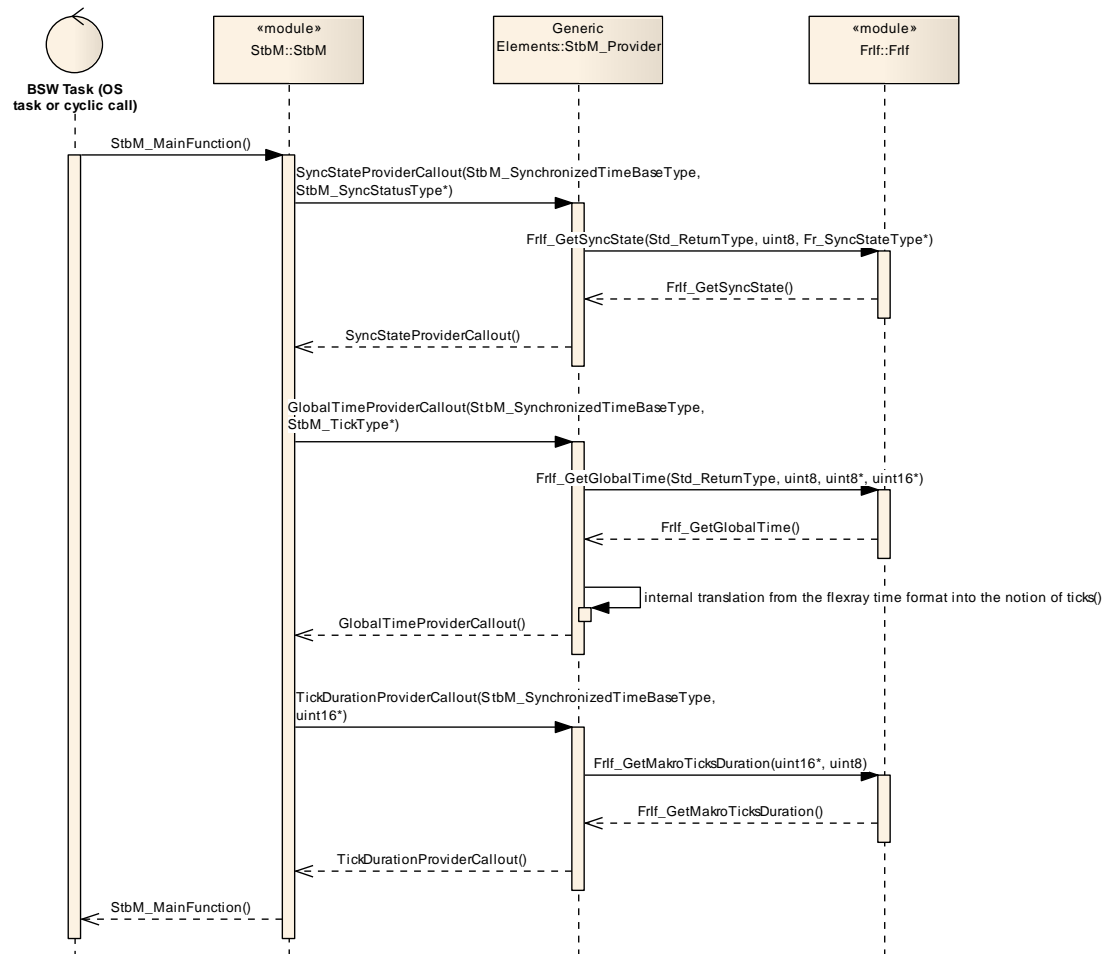 «module»
StbM::StbM
Generic
Elements::StbM_Provider
«module»
FrIf::FrIf
BSW Task (OS
task or cyclic call)
StbM_MainFunction()
SyncStateProviderCallout(StbM_SynchronizedTimeBaseType,
StbM_SyncStatusType*)
FrIf_GetSyncState(Std_ReturnType, uint8, Fr_SyncStateType*)
FrIf_GetSyncState()
SyncStateProviderCallout()
GlobalTimeProviderCallout(StbM_SynchronizedTimeBaseType,
StbM_TickType*)
FrIf_GetGlobalTime(Std_ReturnType, uint8, uint8*, uint16*)
FrIf_GetGlobalTime()
internal translation from the flexray time format into the notion of ticks()
GlobalTimeProviderCallout()
TickDurationProviderCallout(StbM_SynchronizedTimeBaseType,
uint16*)
FrIf_GetMakroTicksDuration(uint16*, uint8)
FrIf_GetMakroTicksDuration()
TickDurationProviderCallout()
StbM_MainFunction()